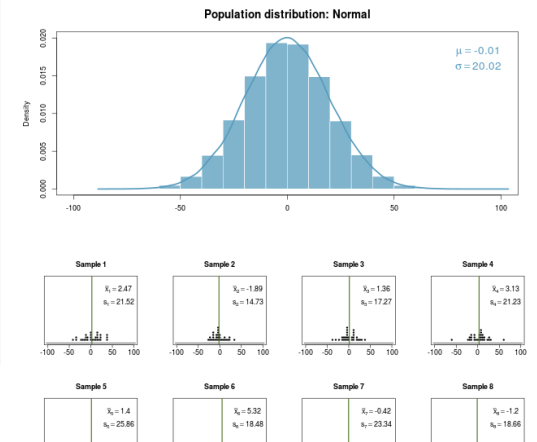 Population distribution: Normal
μ = -0.01
σ = 20.02
Density
0.000 0.005 0.010 0.015 0.020
-100 -50 0 50 100
Sample 1 Sample 2 Sample 3 Sample 4
x̄₁ = 2.47 x̄₂ = -1.89 x̄₃ = 1.36 x̄₄ = 3.13
s₁ = 21.52 s₂ = 14.73 s₃ = 17.27 s₄ = 21.23
-100 -50 0 50 100 -100 -50 0 50 100 -100 -50 0 50 100 -100 -50 0 50 100
Sample 5 Sample 6 Sample 7 Sample 8
x̄₅ = 1.4 x̄₆ = 5.32 x̄₇ = -0.42 x̄₈ = -1.2
s₅ = 25.86 s₆ = 18.48 s₇ = 23.34 s₈ = 18.66